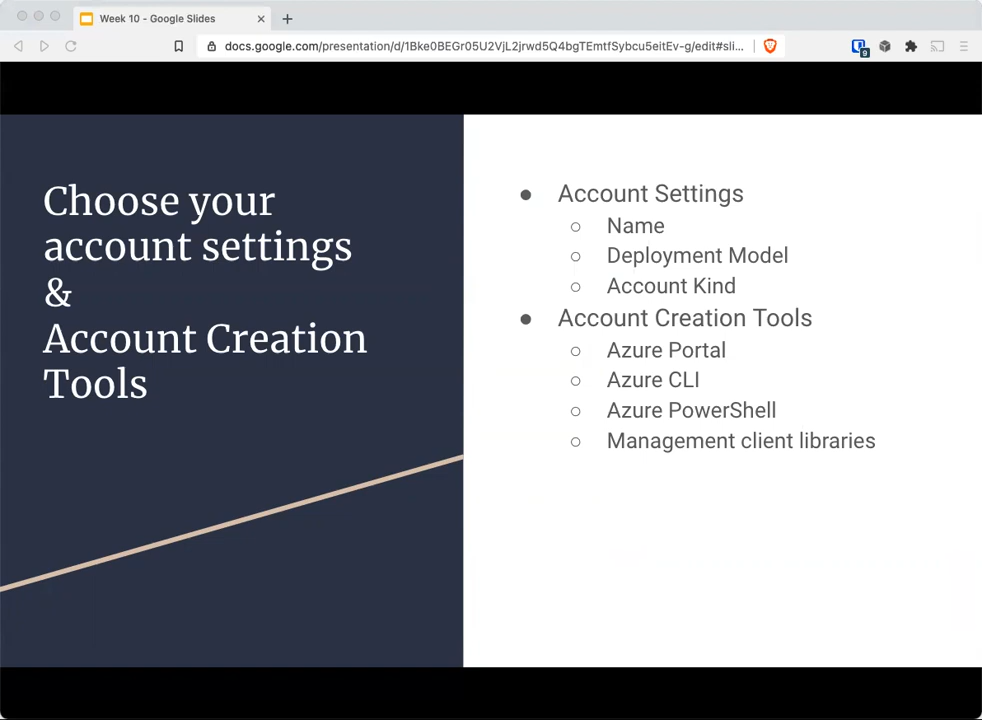 Week 10 - Google Slides
docs.google.com/presentation/d/1Bke0BEGr05U2VjL2jrwd5Q4bgTEmtfSybcu5eitEv-g/edit#sli...
9
Choose your
account settings
&
Account Creation
Tools
● Account Settings
○ Name
○ Deployment Model
○ Account Kind
● Account Creation Tools
○ Azure Portal
○ Azure CLI
○ Azure PowerShell
○ Management client libraries